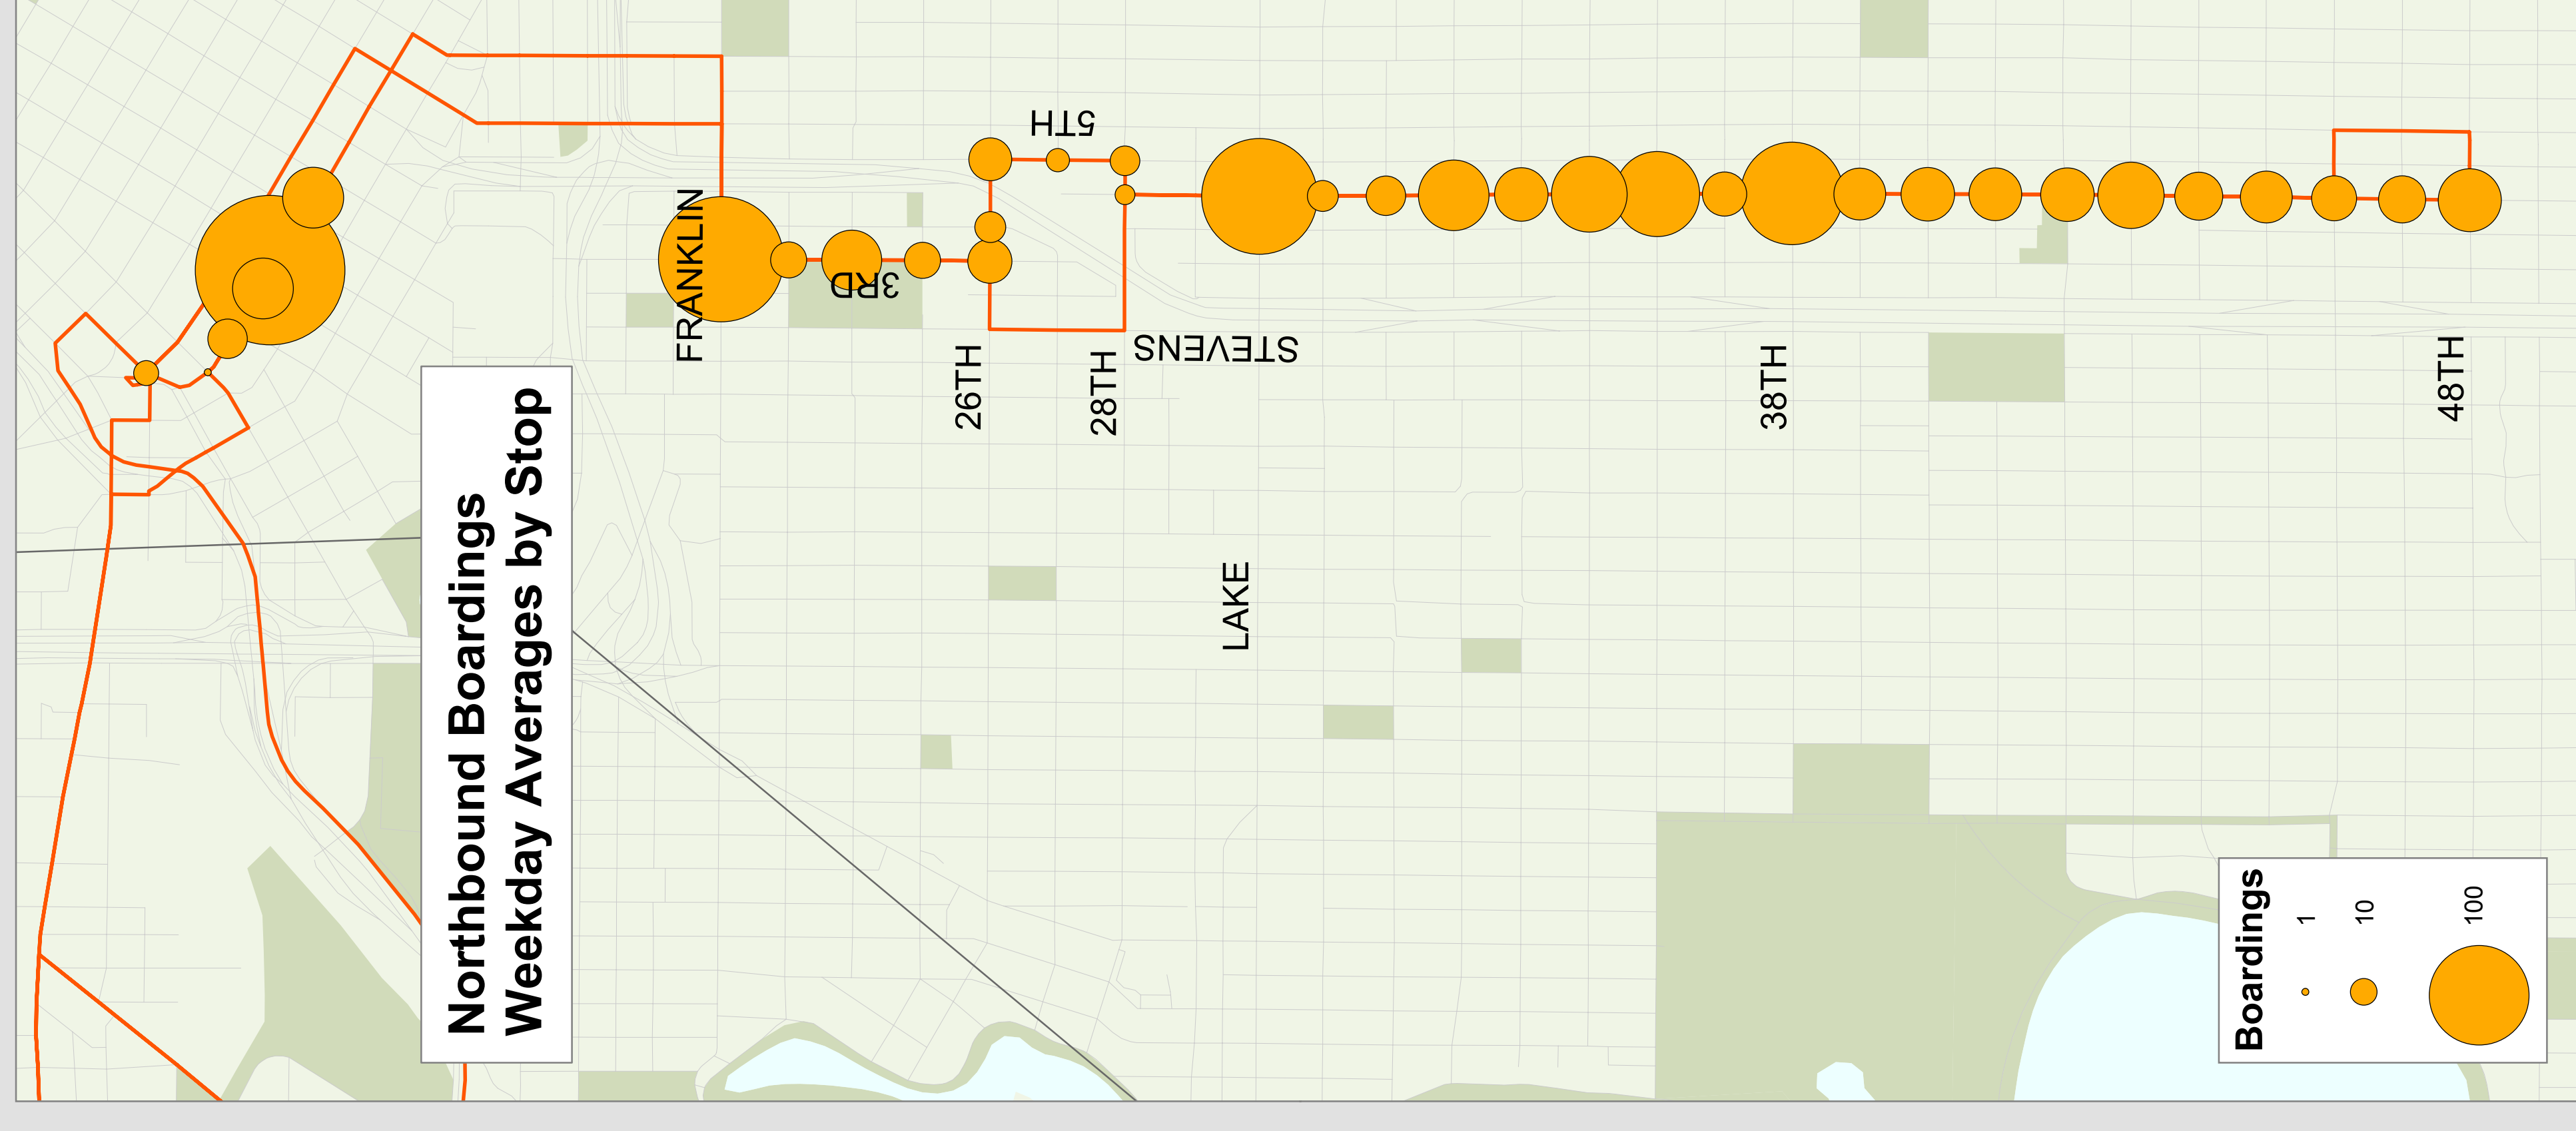 Northbound Boardings
Weekday Averages by Stop
FRANKLIN
3RD
5TH
26TH
28TH
STEVENS
LAKE
38TH
48TH
Boardings
1
10
100